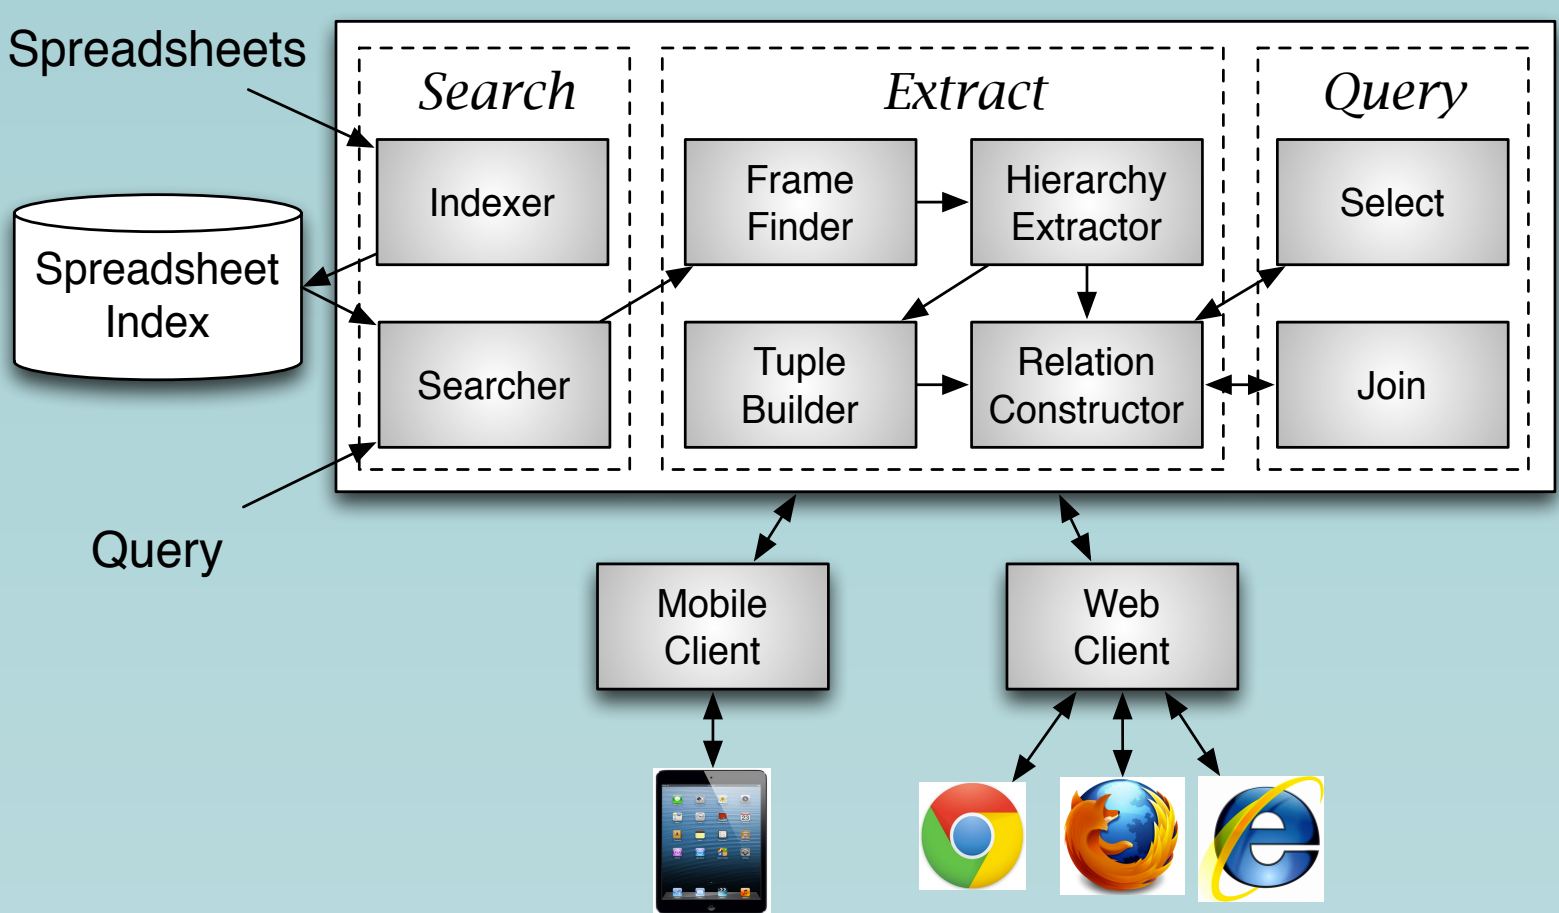 Spreadsheets
Search
Extract
Query
Indexer
Frame
Finder
Hierarchy
Extractor
Select
Spreadsheet
Index
Searcher
Tuple
Builder
Relation
Constructor
Join
Query
Mobile
Client
Web
Client